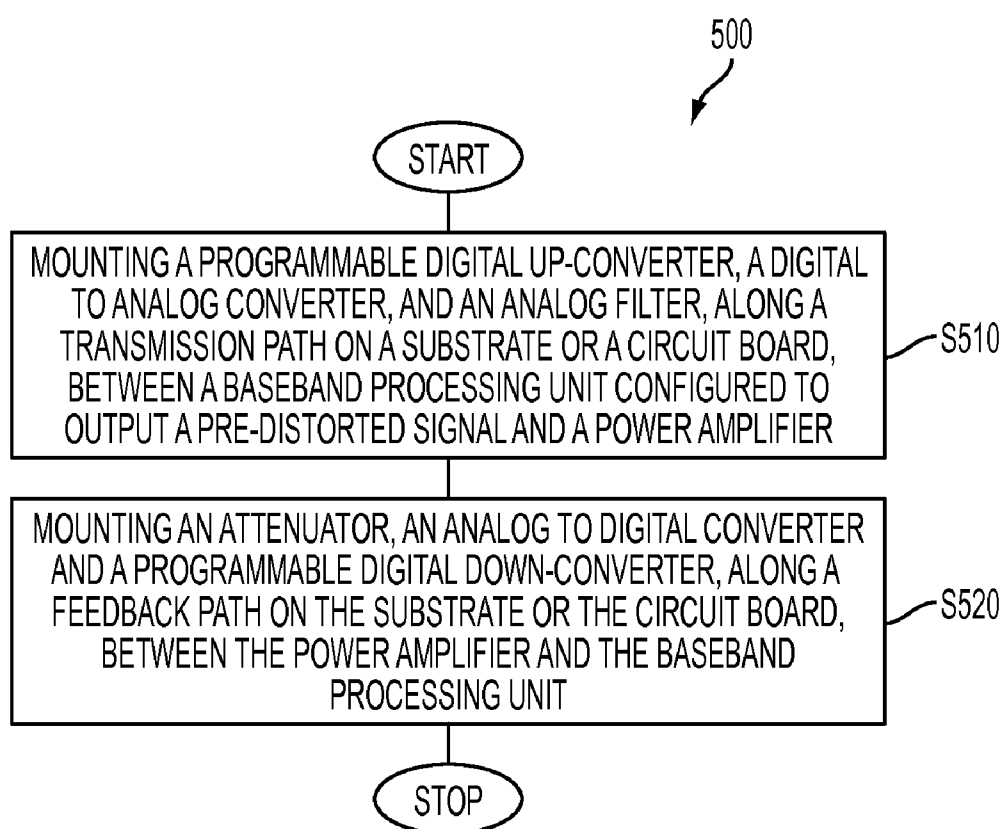 500
START
MOUNTING A PROGRAMMABLE DIGITAL UP-CONVERTER, A DIGITAL
TO ANALOG CONVERTER, AND AN ANALOG FILTER, ALONG A
TRANSMISSION PATH ON A SUBSTRATE OR A CIRCUIT BOARD,
BETWEEN A BASEBAND PROCESSING UNIT CONFIGURED TO
OUTPUT A PRE-DISTORTED SIGNAL AND A POWER AMPLIFIER
S510
MOUNTING AN ATTENUATOR, AN ANALOG TO DIGITAL CONVERTER
AND A PROGRAMMABLE DIGITAL DOWN-CONVERTER, ALONG A
FEEDBACK PATH ON THE SUBSTRATE OR THE CIRCUIT BOARD,
BETWEEN THE POWER AMPLIFIER AND THE BASEBAND
PROCESSING UNIT
S520
STOP